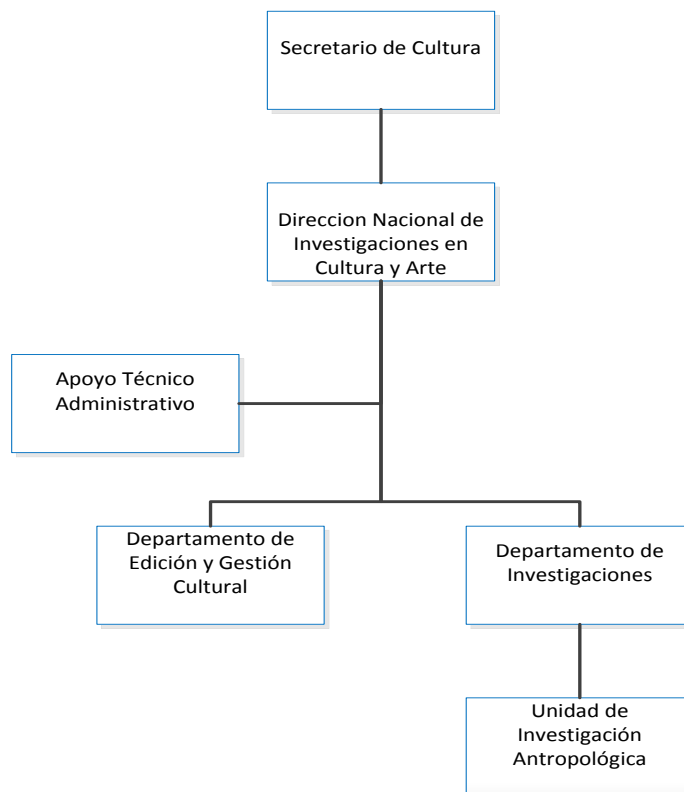 Secretario de Cultura
Direccion Nacional de
Investigaciones en
Cultura y Arte
Apoyo Técnico
Administrativo
Departamento de
Edición y Gestión
Cultural
Departamento de
Investigaciones
Unidad de
Investigación
Antropológica